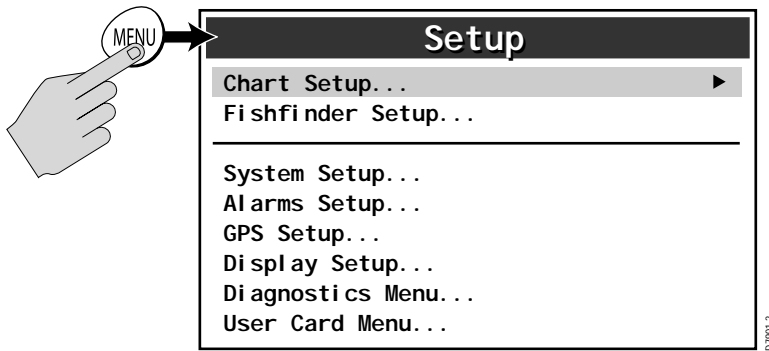 MENU
Setup
Chart Setup...
Fishfinder Setup...
System Setup...
Alarms Setup...
GPS Setup...
Display Setup...
Diagnostics Menu...
User Card Menu...